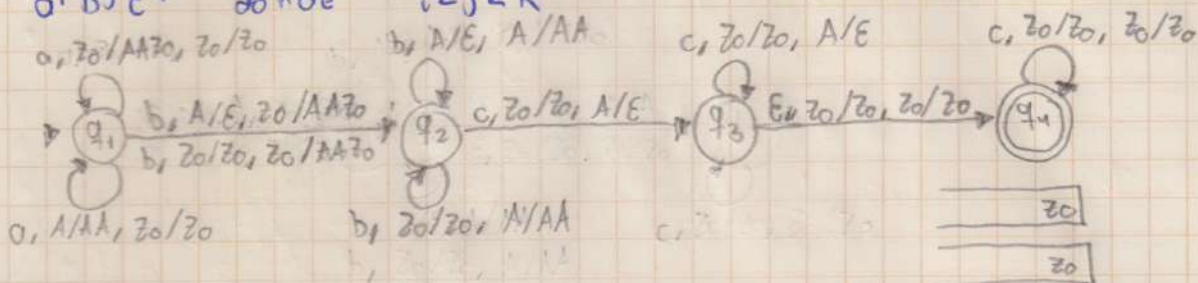 donde
a, Z0/AAZ0, Z0/Z0
b, A/ε, A/AA
c, Z0/Z0, A/ε
c, Z0/Z0, Z0/Z0
q1
b, A/ε, Z0/AAZ0
b, Z0/Z0, Z0/AAZ0
q2
c, Z0/Z0, A/ε
q3
ε, Z0/Z0, Z0/Z0
q4
a, A/AA, Z0/Z0
b, Z0/Z0, A/AA
c,
Z0
Z0